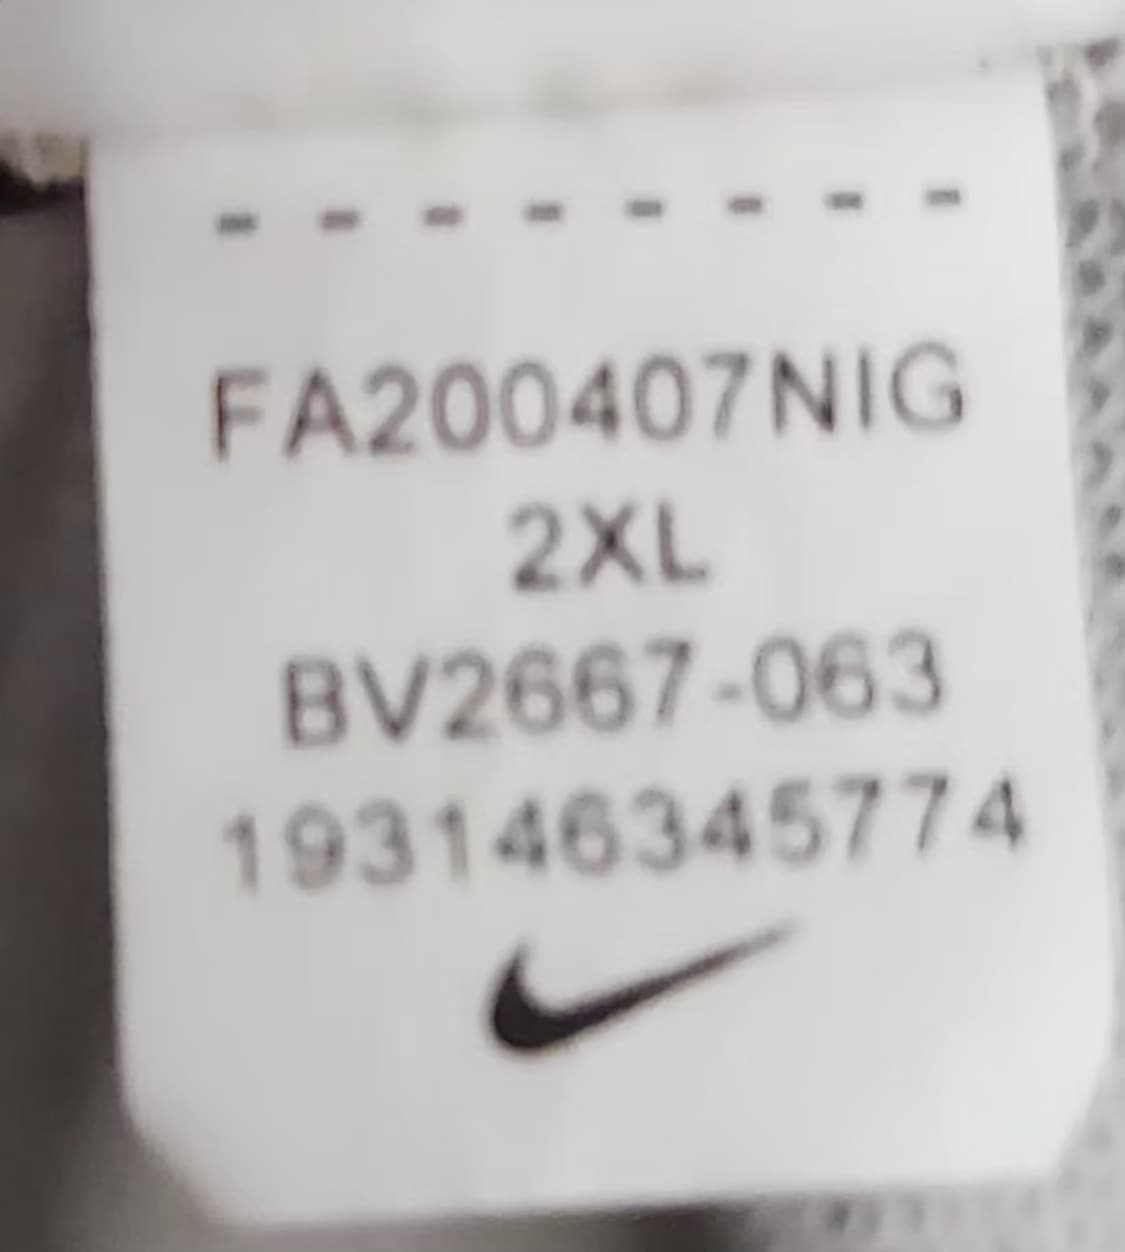 - - - - - - - -
FA200407NIG
2XL
BV2667-063
193146345774